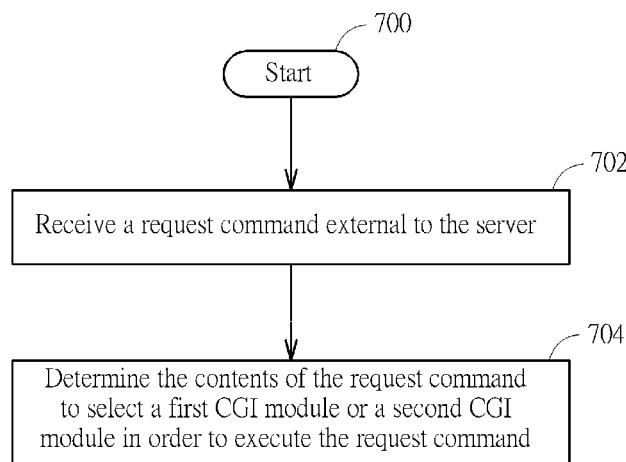 700
Start
702
Receive a request command external to the server
704
Determine the contents of the request command
to select a first CGI module or a second CGI
module in order to execute the request command